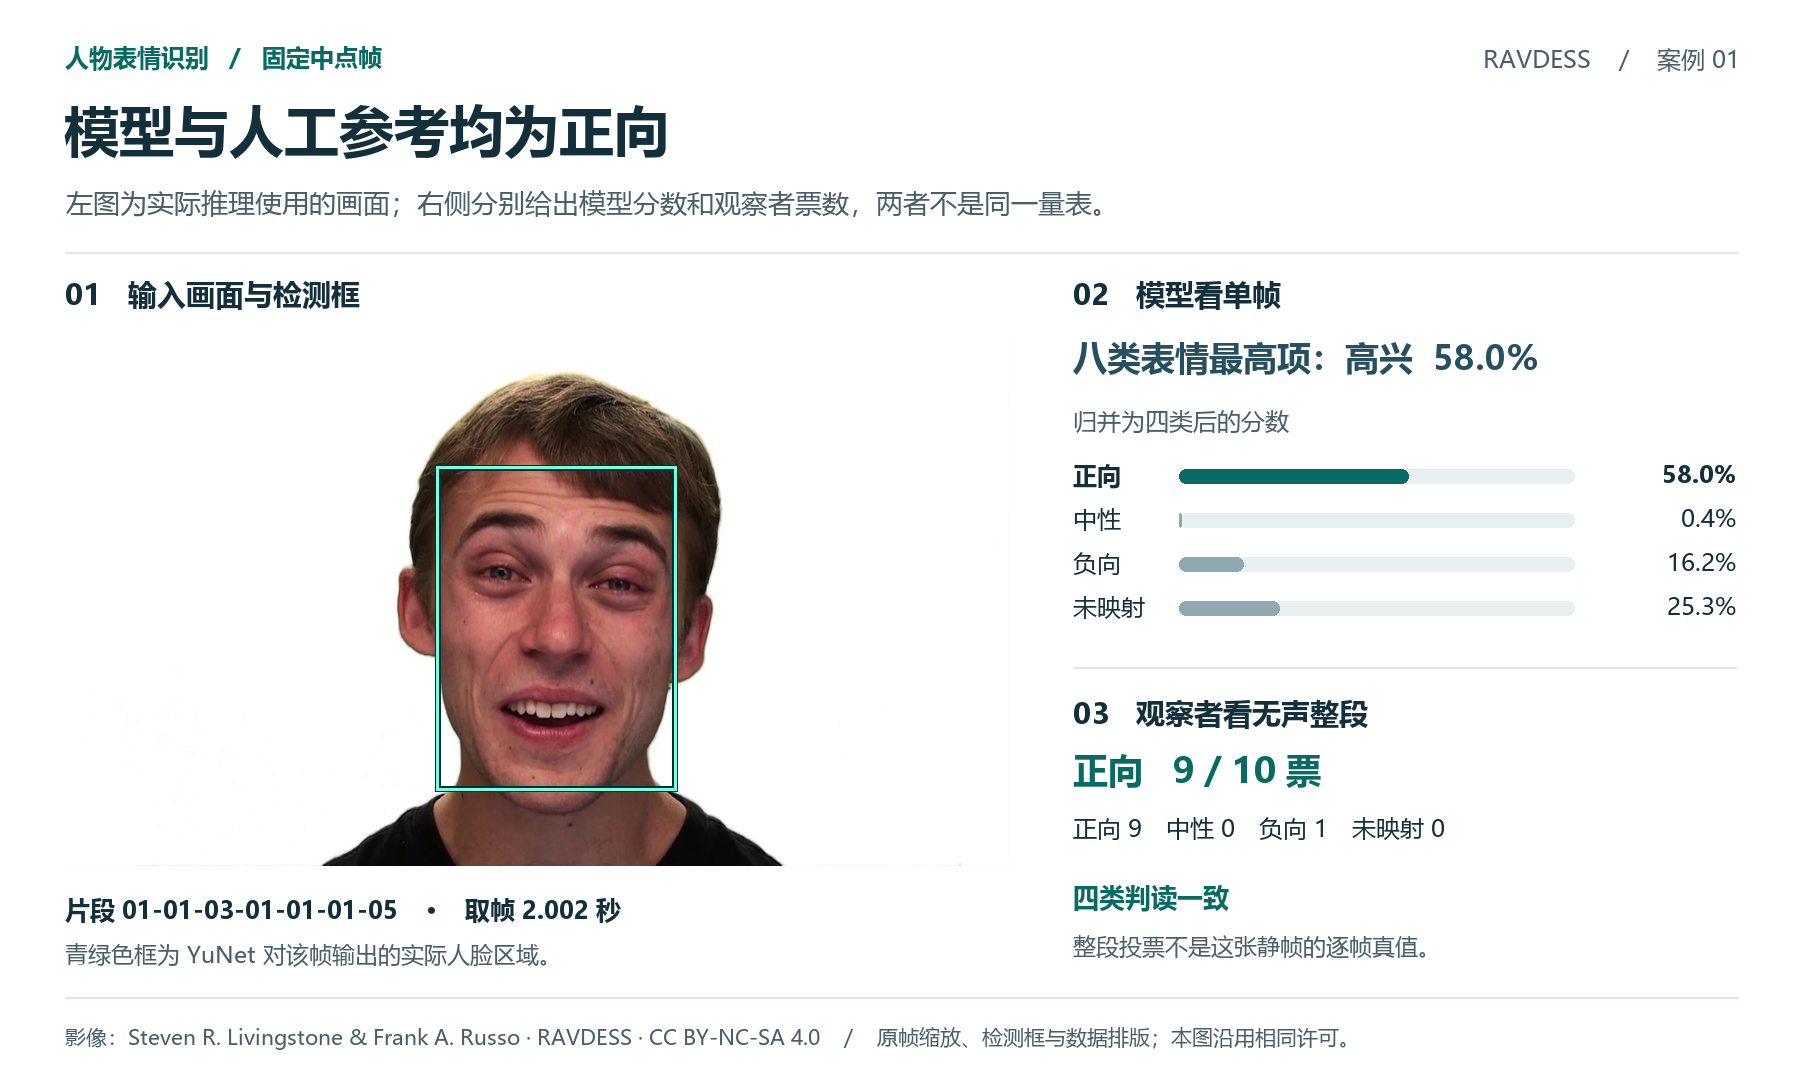 人物表情识别 / 固定中点帧
RAVDESS / 案例 01
模型与人工参考均为正向
左图为实际推理使用的画面；右侧分别给出模型分数和观察者票数，两者不是同一量表。
01 输入画面与检测框
片段 01-01-03-01-01-01-05 • 取帧 2.002 秒
青绿色框为 YuNet 对该帧输出的实际人脸区域。
02 模型看单帧
八类表情最高项：高兴 58.0%
归并为四类后的分数
正向 58.0%
中性 0.4%
负向 16.2%
未映射 25.3%
03 观察者看无声整段
正向 9 / 10 票
正向 9 中性 0 负向 1 未映射 0
四类判读一致
整段投票不是这张静帧的逐帧真值。
影像：Steven R. Livingstone & Frank A. Russo · RAVDESS · CC BY-NC-SA 4.0 / 原帧缩放、检测框与数据排版；本图沿用相同许可。